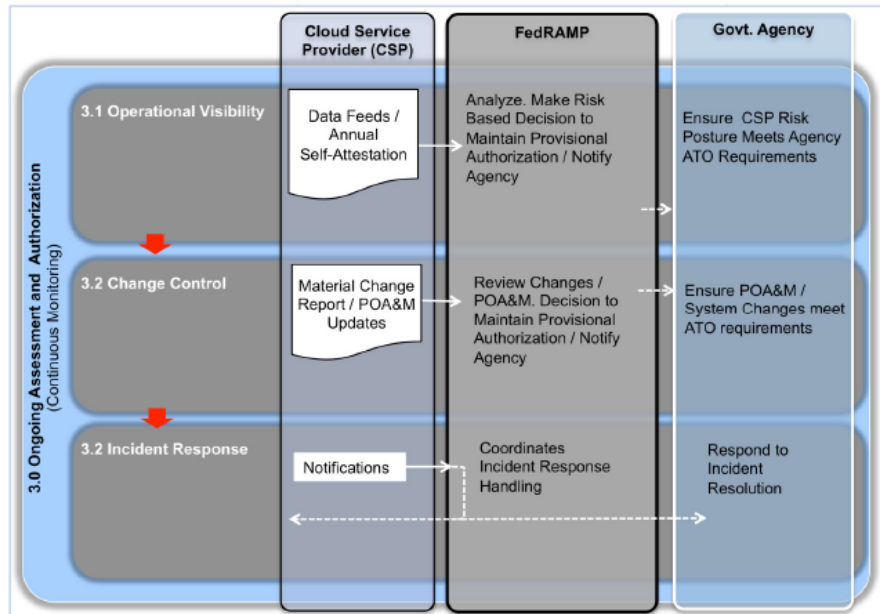 Cloud Service
Provider (CSP)
FedRAMP
Govt. Agency
3.0 Ongoing Assessment and Authorization
(Continuous Monitoring)
3.1 Operational Visibility
Data Feeds /
Annual
Self-Attestation
Analyze. Make Risk
Based Decision to
Maintain Provisional
Authorization / Notify
Agency
Ensure CSP Risk
Posture Meets Agency
ATO Requirements
3.2 Change Control
Material Change
Report / POA&M
Updates
Review Changes /
POA&M. Decision to
Maintain Provisional
Authorization / Notify
Agency
Ensure POA&M /
System Changes meet
ATO requirements
3.2 Incident Response
Notifications
Coordinates
Incident Response
Handling
Respond to
Incident
Resolution